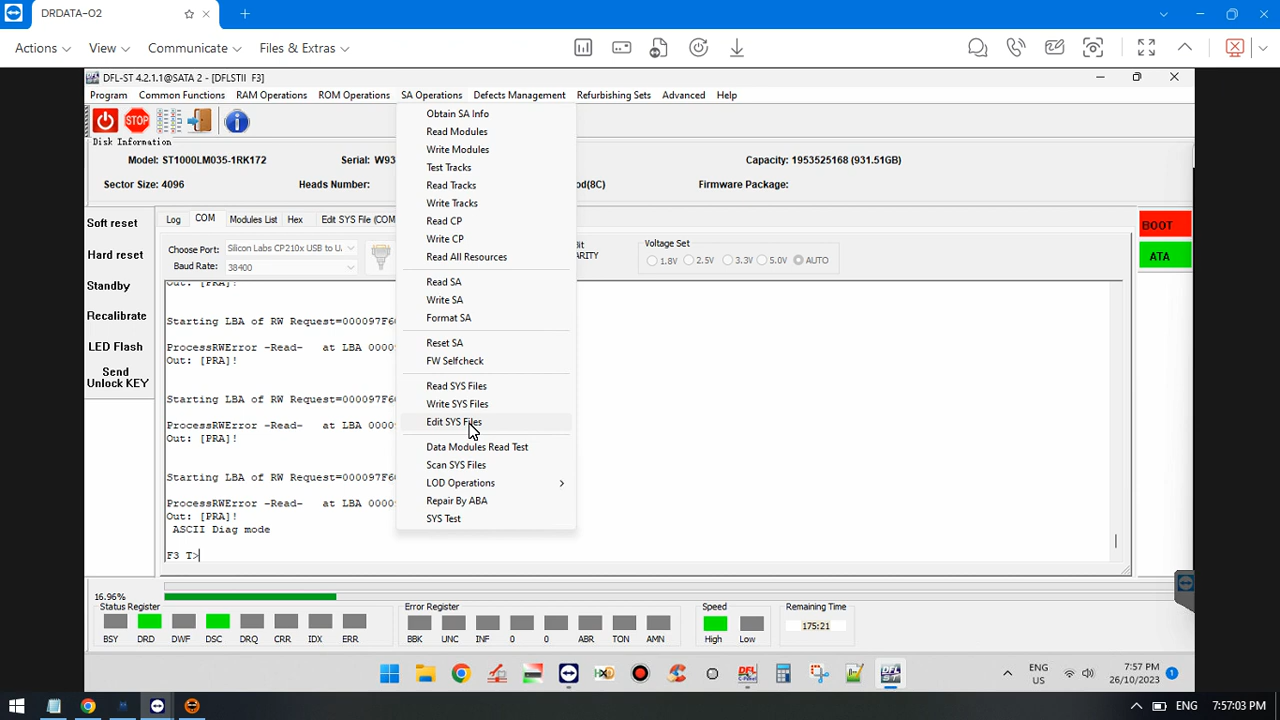 DRDATA-O2
Actions View Communicate Files & Extras
DFL-ST 4.2.1.1@SATA 2 - [DFLSTII F3]
Program Common Functions RAM Operations ROM Operations SA Operations Defects Management Refurbishing Sets Advanced Help
STOP
Disk Information
Model: ST1000LM035-1RK172 Serial: W93 Capacity: 1953525168 (931.51GB)
Sector Size: 4096 Heads Number: od(8C) Firmware Package:
Obtain SA Info
Read Modules
Write Modules
Test Tracks
Read Tracks
Write Tracks
Read CP
Write CP
Read All Resources
Read SA
Write SA
Format SA
Reset SA
FW Selfcheck
Read SYS Files
Write SYS Files
Edit SYS Files
Data Modules Read Test
Scan SYS Files
LOD Operations
Repair By ABA
SYS Test
Soft reset
Hard reset
Standby
Recalibrate
LED Flash
Send
Unlock KEY
Log COM Modules List Hex Edit SYS File (COM
Choose Port: Silicon Labs CP210x USB to U.
Baud Rate: 38400
Bit
ARITY
Voltage Set
1.8V 2.5V 3.3V 5.0V AUTO
BOOT
ATA
Out: [PRA]!
Starting LBA of RW Request=000097F6
ProcessRWError -Read- at LBA 0000
Out: [PRA]!
Starting LBA of RW Request=000097F6
ProcessRWError -Read- at LBA 0000
Out: [PRA]!
Starting LBA of RW Request=000097F6
ProcessRWError -Read- at LBA 0000
Out: [PRA]!
ASCII Diag mode
F3 T>
16.96%
Status Register
BSY DRD DWF DSC DRQ CRR IDX ERR
Error Register
BBK UNC INF 0 0 ABR TON AMN
Speed
High Low
Remaining Time
175:21
ENG
US
7:57 PM
26/10/2023
1
ENG 7:57:03 PM